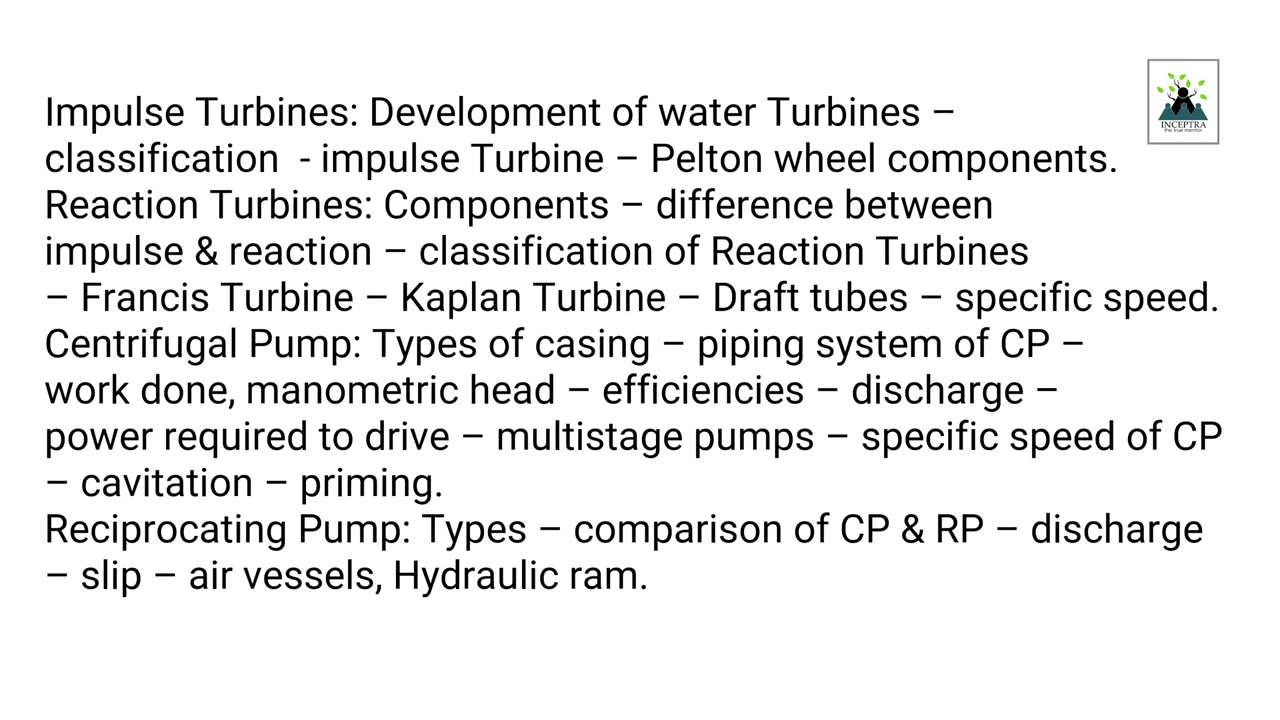 Impulse Turbines: Development of water Turbines –
classification  - impulse Turbine – Pelton wheel components.
Reaction Turbines: Components – difference between
impulse & reaction – classification of Reaction Turbines
– Francis Turbine – Kaplan Turbine – Draft tubes – specific speed.
Centrifugal Pump: Types of casing – piping system of CP –
work done, manometric head – efficiencies – discharge –
power required to drive – multistage pumps – specific speed of CP
– cavitation – priming.
Reciprocating Pump: Types – comparison of CP & RP – discharge
– slip – air vessels, Hydraulic ram.
INCEPTRA
the true mentor